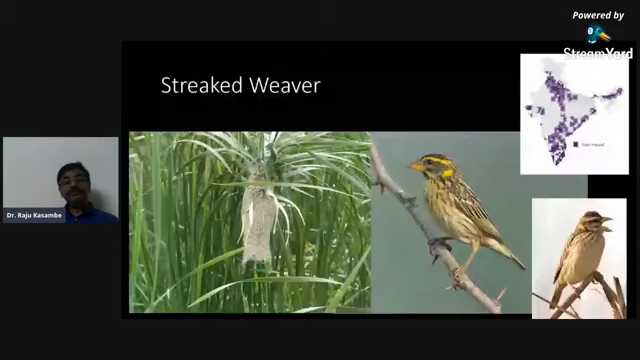 Powered by
StreamYard
Streaked Weaver
Year-round
Dr. Raju Kasambe